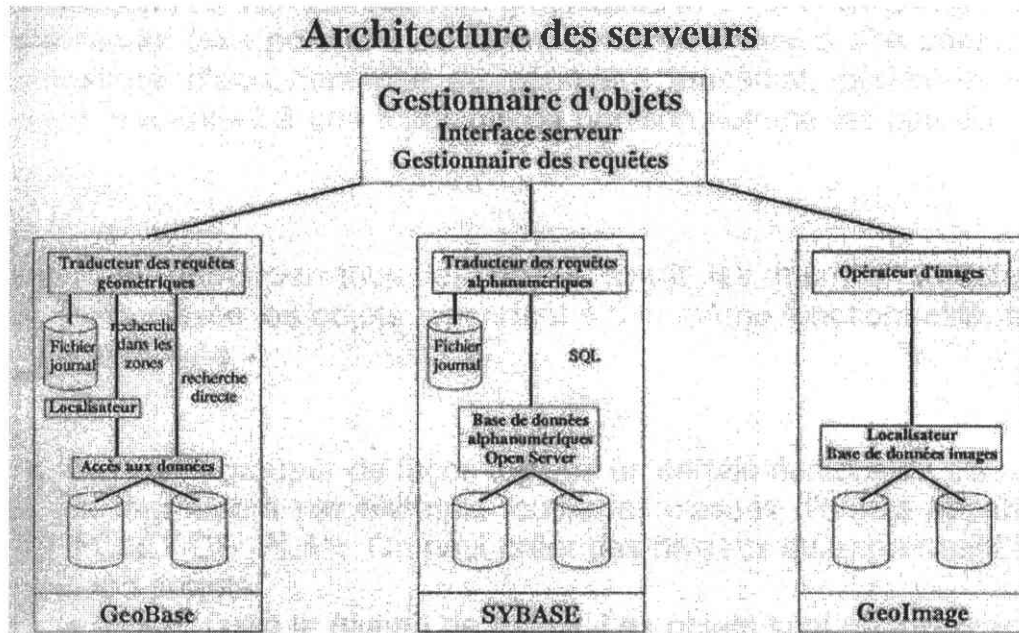 Architecture des serveurs
Gestionnaire d'objets
Interface serveur
Gestionnaire des requêtes
Traducteur des requêtes
géométriques
Fichier
journal
recherche
dans les
zones
recherche
directe
Localisateur
Accès aux données
GeoBase
Traducteur des requêtes
alphanumériques
Fichier
journal
SQL
Base de données
alphanumériques
Open Server
SYBASE
Opérateur d'images
Localisateur
Base de données images
GeoImage